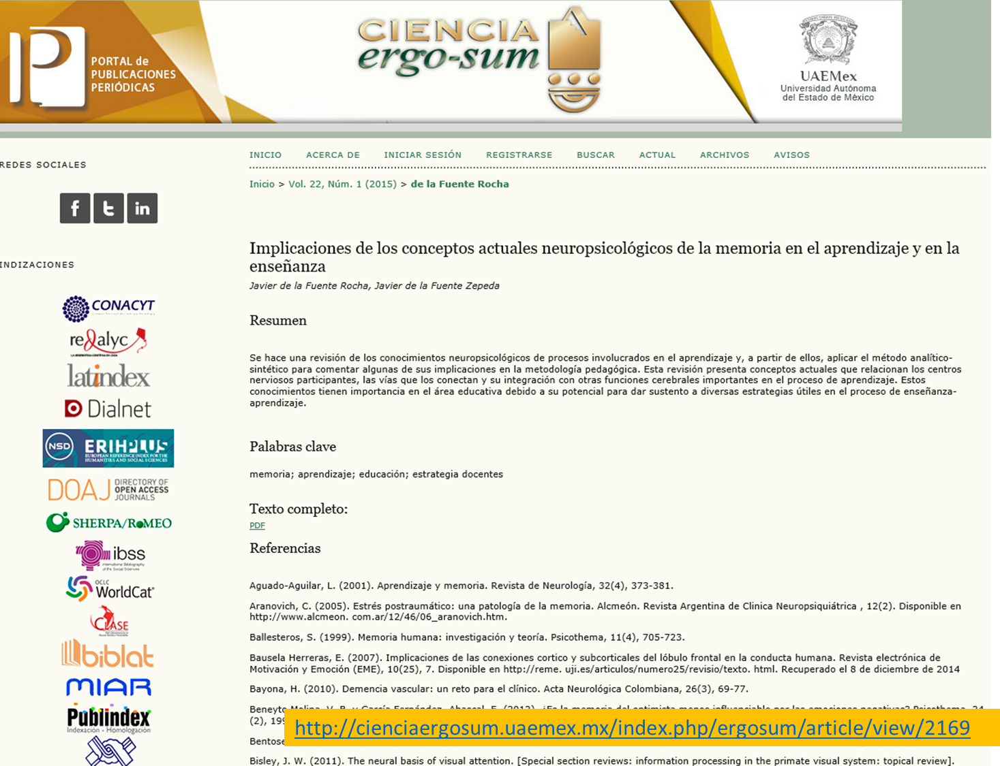 PORTAL de
PUBLICACIONES
PERIÓDICAS
CIENCIA
ergo-sum
UAEMex
Universidad Autónoma
del Estado de México
REDES SOCIALES
INDIZACIONES
CONACYT
redalyc
latindex
Dialnet
NSD
ERIHPLUS
EUROPEAN REFERENCE INDEX FOR THE
HUMANITIES AND SOCIAL SCIENCES
DOAJ
DIRECTORY OF
OPEN ACCESS
JOURNALS
SHERPA/RoMEO
ibss
International Bibliography
of the Social Sciences
OCLC
WorldCat
CLASE
biblat
MIAR
Publindex
Indexación - Homologación
INICIO ACERCA DE INICIAR SESIÓN REGISTRARSE BUSCAR ACTUAL ARCHIVOS AVISOS
Inicio > Vol. 22, Núm. 1 (2015) > de la Fuente Rocha
Implicaciones de los conceptos actuales neuropsicológicos de la memoria en el aprendizaje y en la
enseñanza
Javier de la Fuente Rocha, Javier de la Fuente Zepeda
Resumen
Se hace una revisión de los conocimientos neuropsicológicos de procesos involucrados en el aprendizaje y, a partir de ellos, aplicar el método analítico-
sintético para comentar algunas de sus implicaciones en la metodología pedagógica. Esta revisión presenta conceptos actuales que relacionan los centros
nerviosos participantes, las vías que los conectan y su integración con otras funciones cerebrales importantes en el proceso de aprendizaje. Estos
conocimientos tienen importancia en el área educativa debido a su potencial para dar sustento a diversas estrategias útiles en el proceso de enseñanza-
aprendizaje.
Palabras clave
memoria; aprendizaje; educación; estrategia docentes
Texto completo:
PDF
Referencias
Aguado-Aguilar, L. (2001). Aprendizaje y memoria. Revista de Neurología, 32(4), 373-381.
Aranovich, C. (2005). Estrés postraumático: una patología de la memoria. Alcmeón. Revista Argentina de Clinica Neuropsiquiátrica , 12(2). Disponible en
http://www.alcmeon. com.ar/12/46/06_aranovich.htm.
Ballesteros, S. (1999). Memoria humana: investigación y teoría. Psicothema, 11(4), 705-723.
Bausela Herreras, E. (2007). Implicaciones de las conexiones cortico y subcorticales del lóbulo frontal en la conducta humana. Revista electrónica de
Motivación y Emoción (EME), 10(25), 7. Disponible en http://reme. uji.es/articulos/numero25/revisio/texto. html. Recuperado el 8 de diciembre de 2014
Bayona, H. (2010). Demencia vascular: un reto para el clínico. Acta Neurológica Colombiana, 26(3), 69-77.
Beneyto
(2), 199
Bentose
http://cienciaergosum.uaemex.mx/index.php/ergosum/article/view/2169
Bisley, J. W. (2011). The neural basis of visual attention. [Special section reviews: information processing in the primate visual system: topical review].